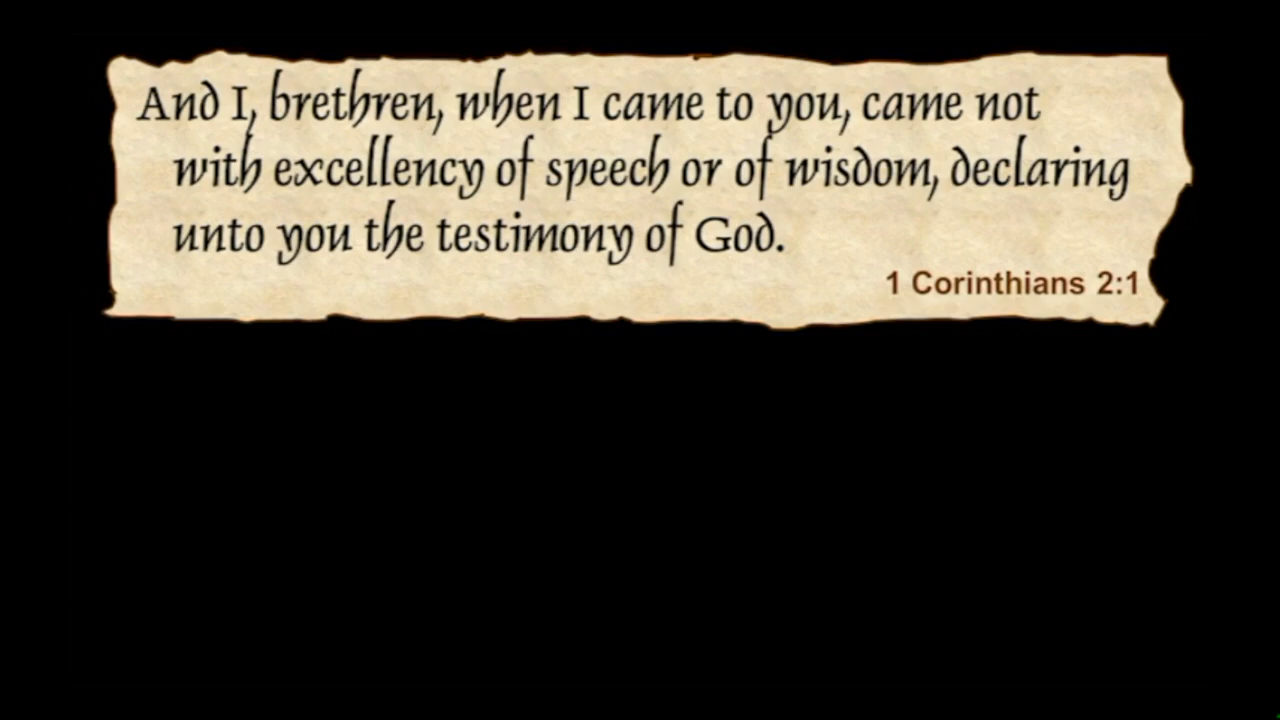 And I, brethren, when I came to you, came not
with excellency of speech or of wisdom, declaring
unto you the testimony of God.
1 Corinthians 2:1